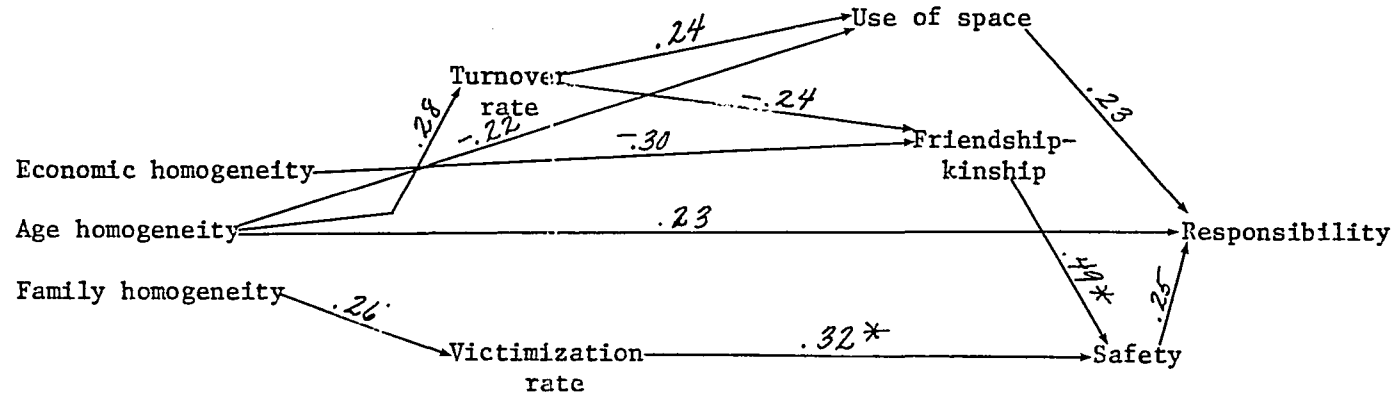 Use of space
.24
Turnover
rate
-.24
.28
-.22
.23
Friendship-
kinship
-.30
Economic homogeneity
Age homogeneity
.23
Responsibility
.49*
.25
Family homogeneity
.26
Victimization
rate
.32*
Safety